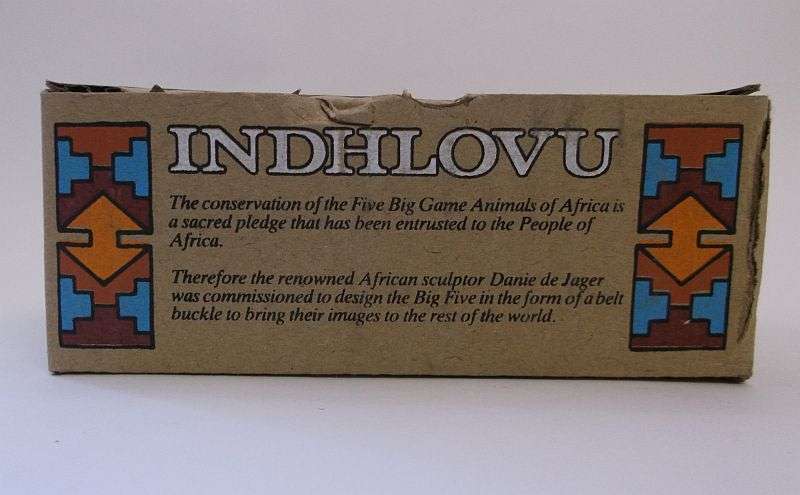 INDHLOVU
The conservation of the Five Big Game Animals of Africa is
a sacred pledge that has been entrusted to the People of
Africa.
Therefore the renowned African sculptor Danie de Jager
was commissioned to design the Big Five in the form of a belt
buckle to bring their images to the rest of the world.